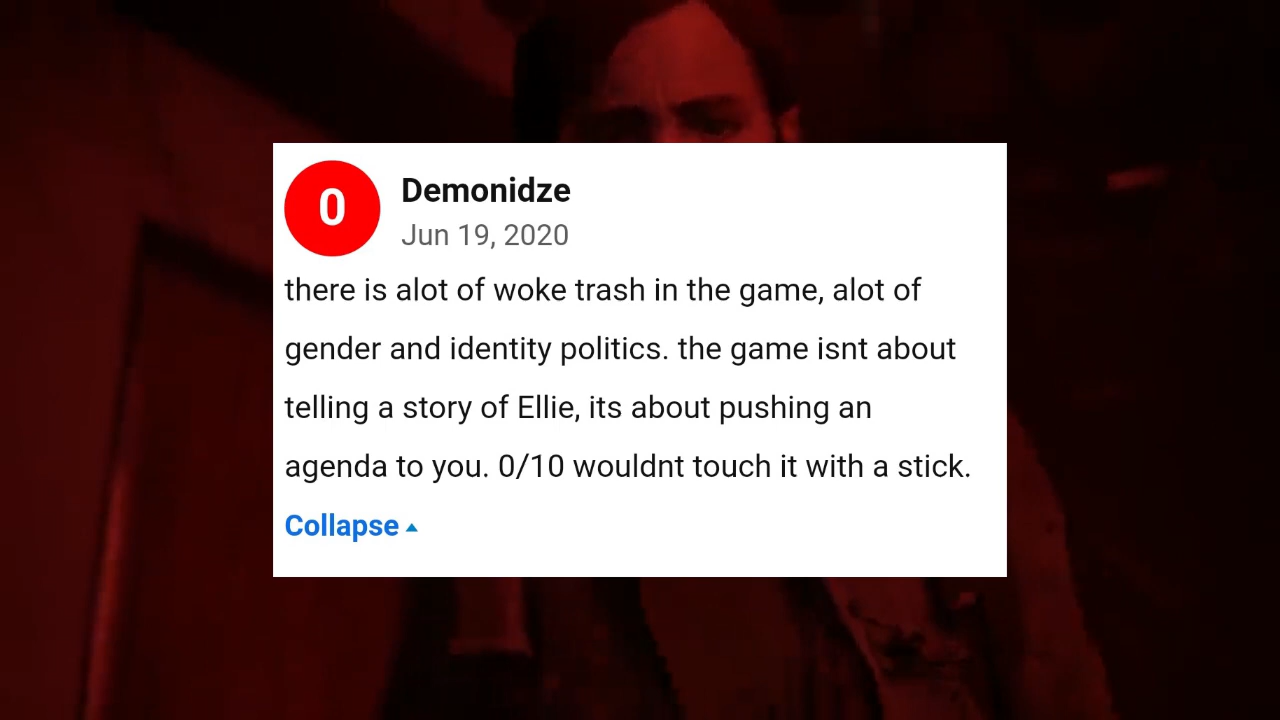 0
Demonidze
Jun 19, 2020
there is alot of woke trash in the game, alot of
gender and identity politics. the game isnt about
telling a story of Ellie, its about pushing an
agenda to you. 0/10 wouldnt touch it with a stick.
Collapse